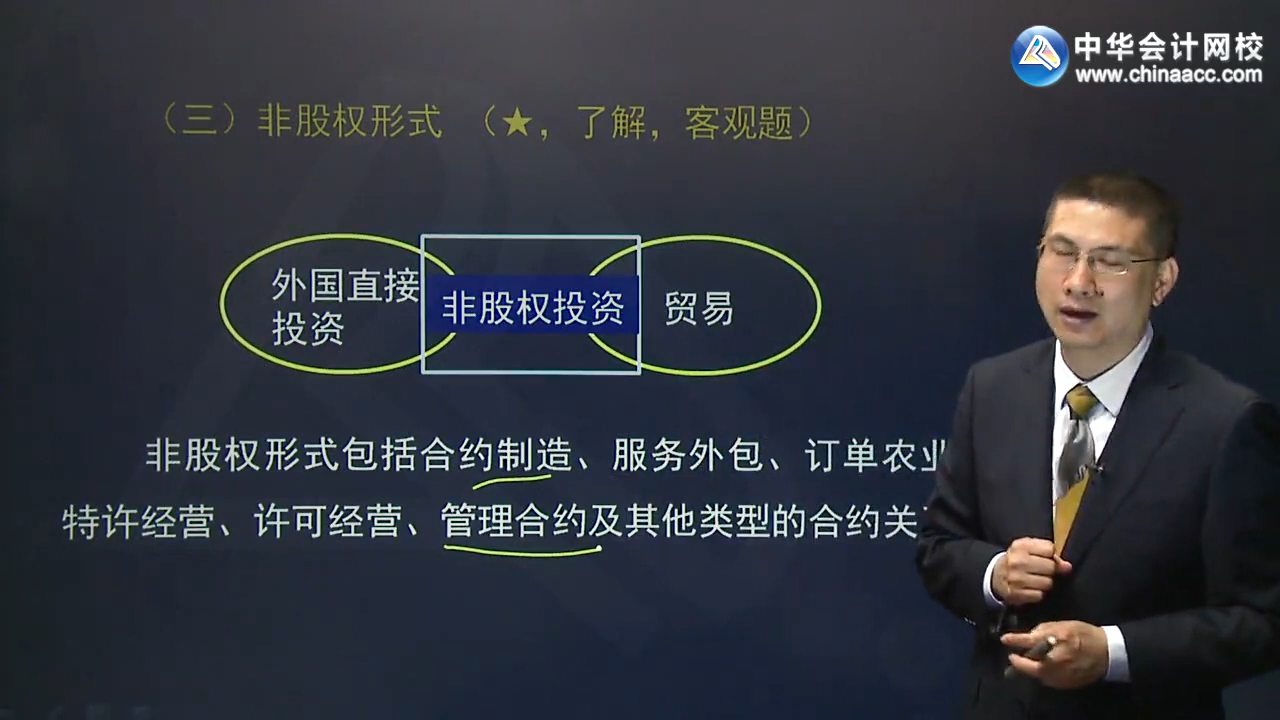 中华会计网校
www.chinaacc.com
（三）非股权形式 （★，了解，客观题）
外国直接
投资
非股权投资
贸易
非股权形式包括合约制造、服务外包、订单农业
特许经营、许可经营、管理合约及其他类型的合约关